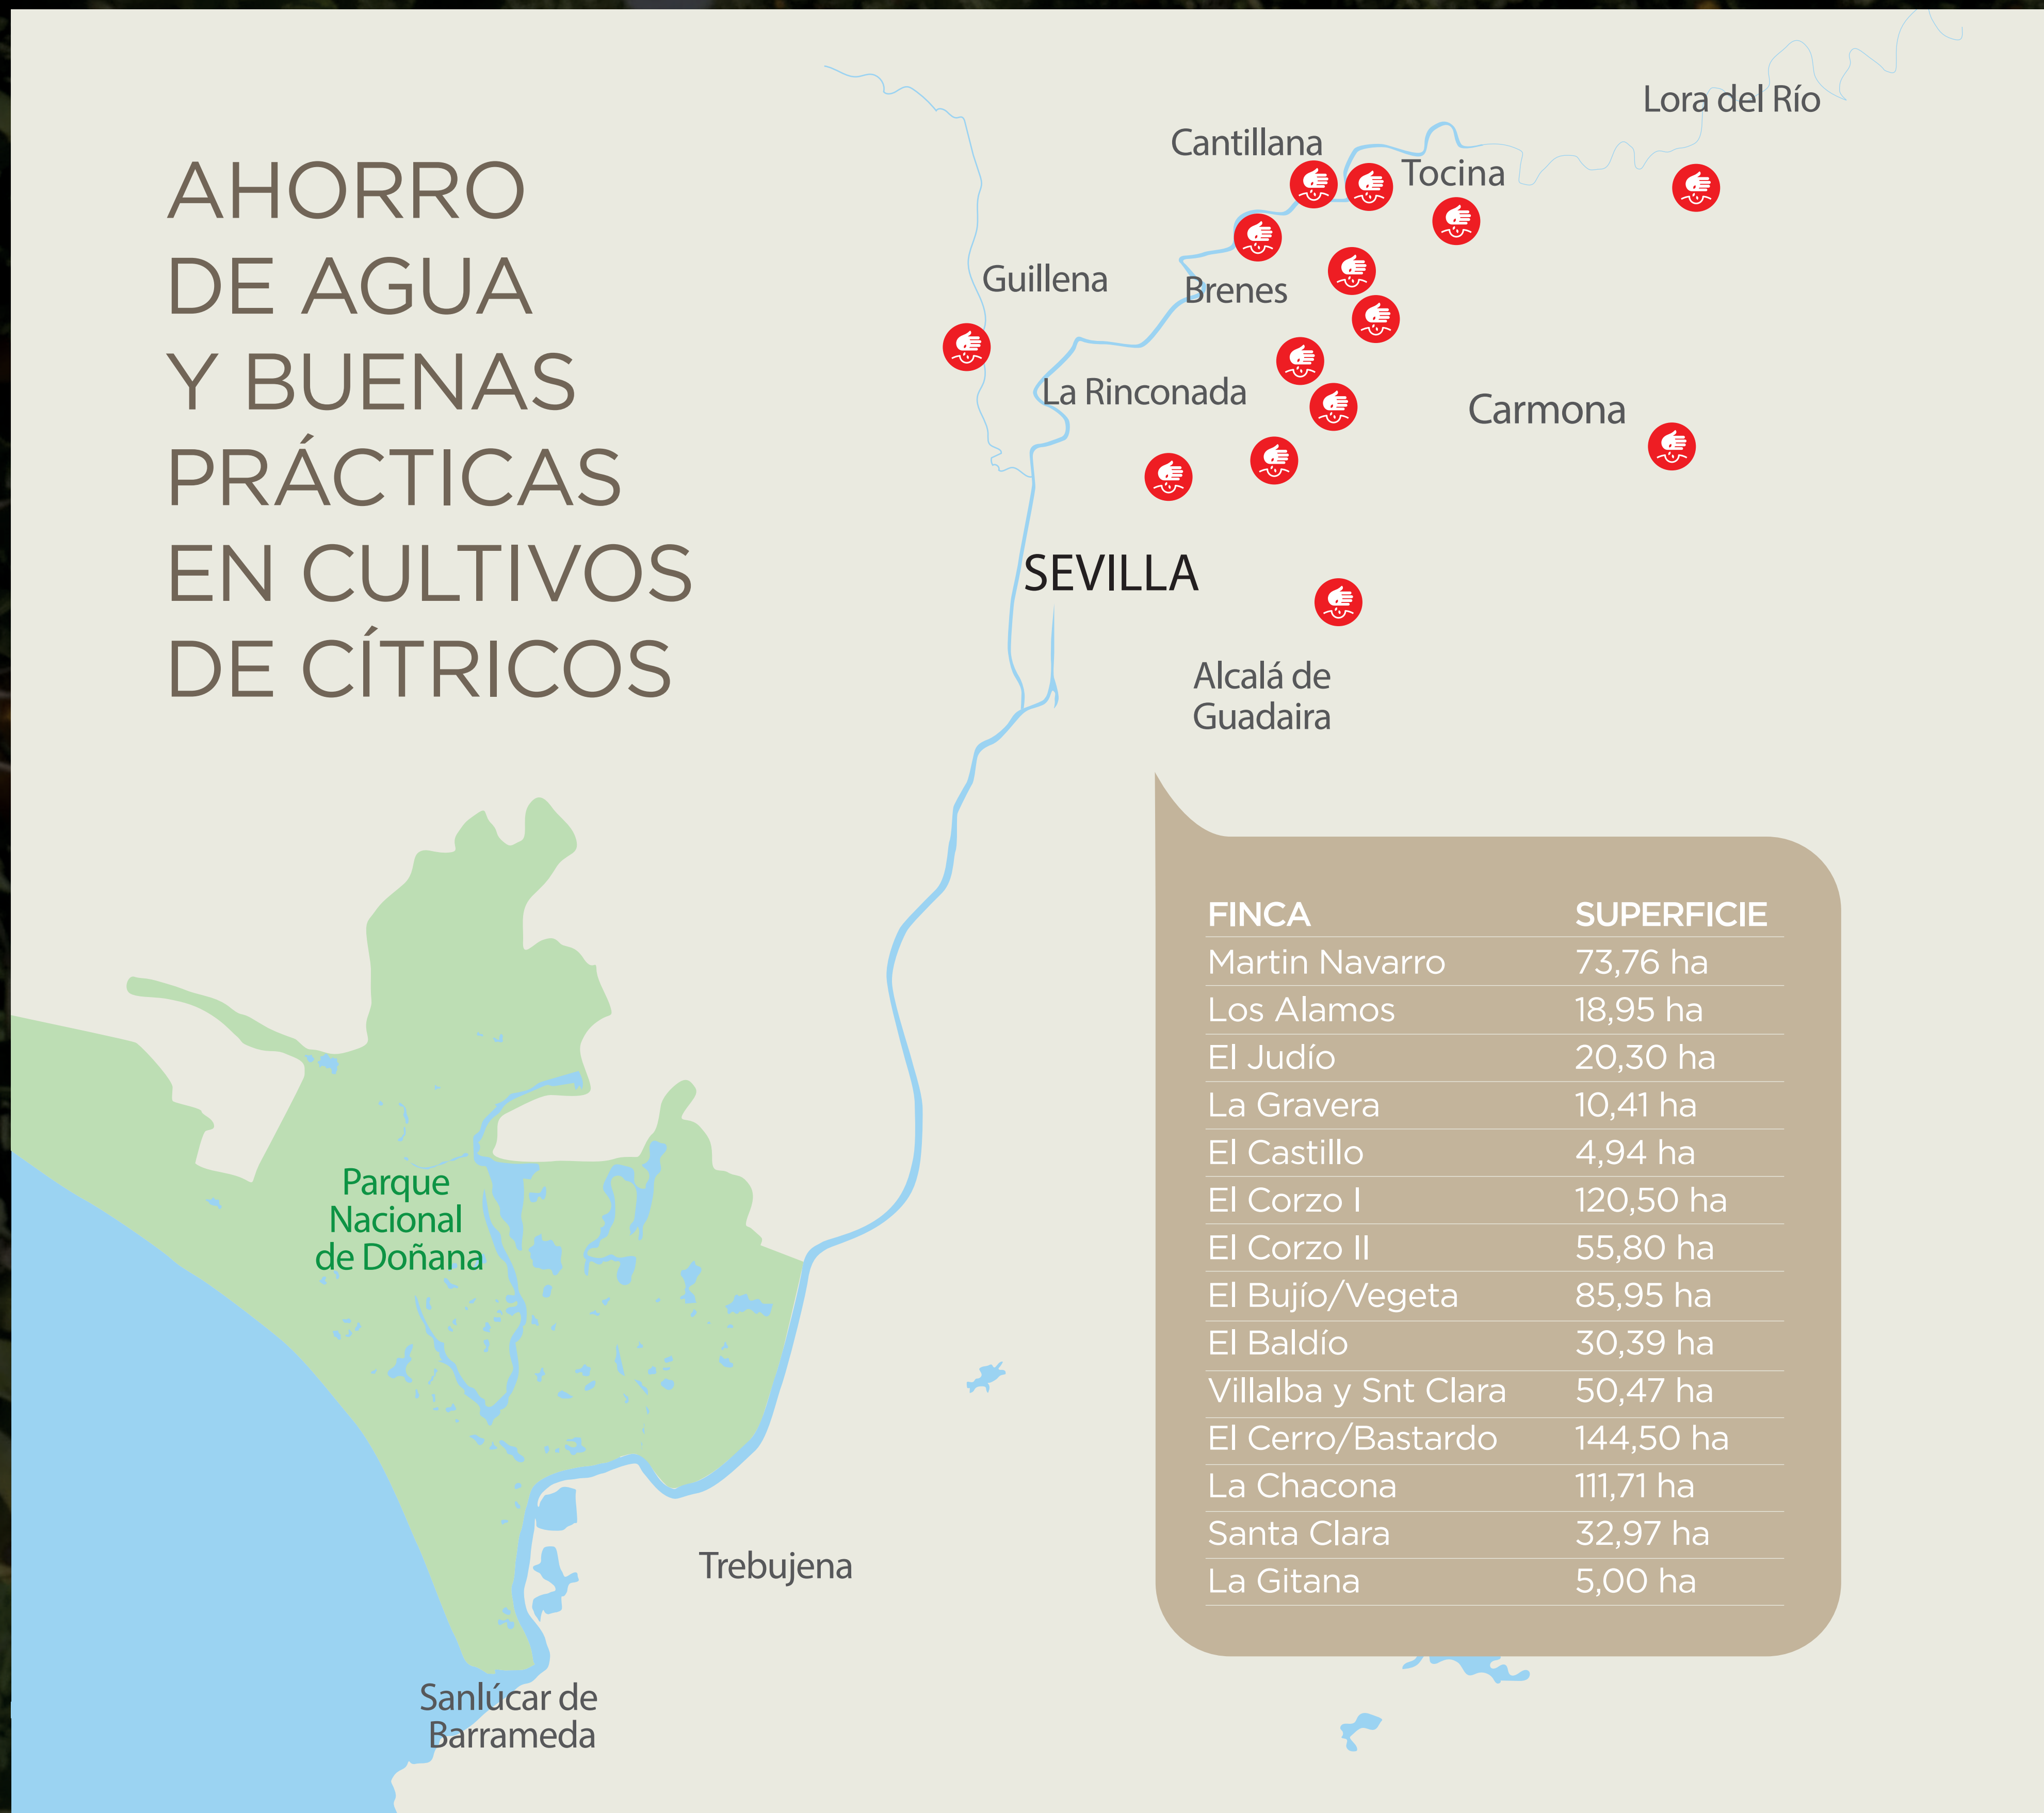 AHORRO
DE AGUA
Y BUENAS
PRÁCTICAS
EN CULTIVOS
DE CÍTRICOS
Lora del Río
Cantillana
Tocina
Guillena
Brenes
La Rinconada
Carmona
SEVILLA
Alcalá de
Guadaira
Parque
Nacional
de Doñana
Trebujena
Sanlúcar de
Barrameda
FINCA SUPERFICIE
Martin Navarro 73,76 ha
Los Alamos 18,95 ha
El Judío 20,30 ha
La Gravera 10,41 ha
El Castillo 4,94 ha
El Corzo I 120,50 ha
El Corzo II 55,80 ha
El Bujío/Vegeta 85,95 ha
El Baldío 30,39 ha
Villalba y Snt Clara 50,47 ha
El Cerro/Bastardo 144,50 ha
La Chacona 111,71 ha
Santa Clara 32,97 ha
La Gitana 5,00 ha